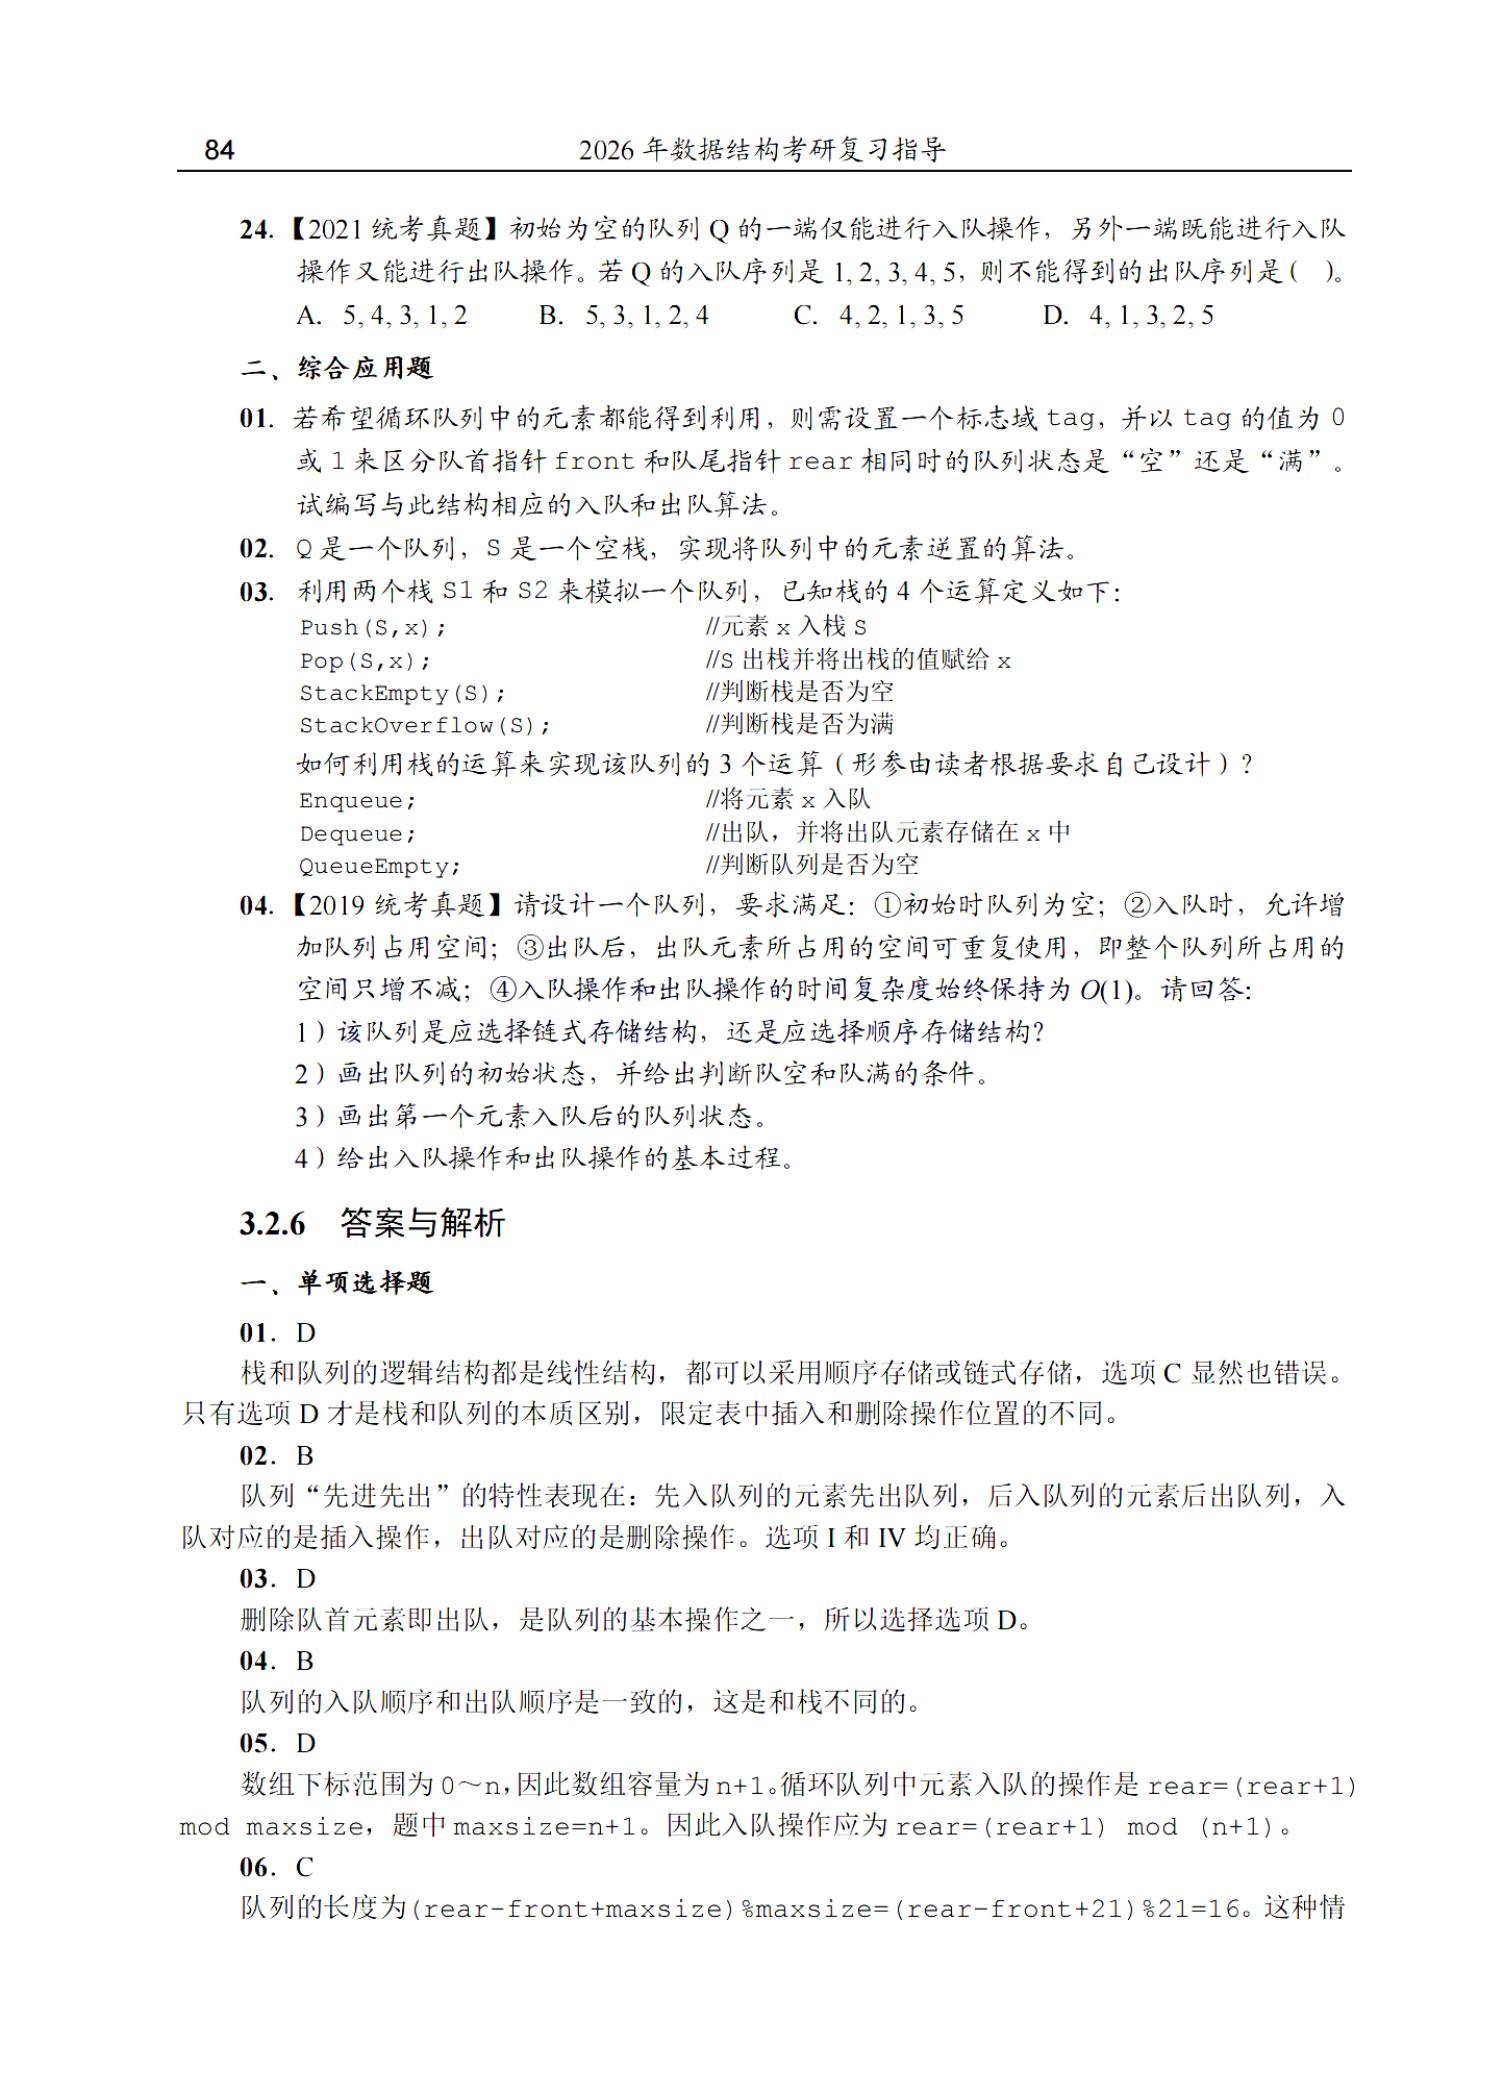 84 2026 年数据结构考研复习指导
24.【2021 统考真题】初始为空的队列 Q 的一端仅能进行入队操作，另外一端既能进行入队
操作又能进行出队操作。若 Q 的入队序列是 1, 2, 3, 4, 5，则不能得到的出队序列是（ ）。
A. 5, 4, 3, 1, 2 B. 5, 3, 1, 2, 4 C. 4, 2, 1, 3, 5 D. 4, 1, 3, 2, 5
二、综合应用题
01. 若希望循环队列中的元素都能得到利用，则需设置一个标志域 tag，并以 tag 的值为 0
或 1 来区分队首指针 front 和队尾指针 rear 相同时的队列状态是“空”还是“满”。
试编写与此结构相应的入队和出队算法。
02. Q 是一个队列，S 是一个空栈，实现将队列中的元素逆置的算法。
03. 利用两个栈 S1 和 S2 来模拟一个队列，已知栈的 4 个运算定义如下：
Push(S,x); //元素 x 入栈 S
Pop(S,x); //S 出栈并将出栈的值赋给 x
StackEmpty(S); //判断栈是否为空
StackOverflow(S); //判断栈是否为满
如何利用栈的运算来实现该队列的 3 个运算（形参由读者根据要求自己设计）？
Enqueue; //将元素 x 入队
Dequeue; //出队，并将出队元素存储在 x 中
QueueEmpty; //判断队列是否为空
04.【2019 统考真题】请设计一个队列，要求满足：①初始时队列为空；②入队时，允许增
加队列占用空间；③出队后，出队元素所占用的空间可重复使用，即整个队列所占用的
空间只增不减；④入队操作和出队操作的时间复杂度始终保持为 O(1)。请回答：
1）该队列是应选择链式存储结构，还是应选择顺序存储结构？
2）画出队列的初始状态，并给出判断队空和队满的条件。
3）画出第一个元素入队后的队列状态。
4）给出入队操作和出队操作的基本过程。
3.2.6 答案与解析
一、单项选择题
01. D
栈和队列的逻辑结构都是线性结构，都可以采用顺序存储或链式存储，选项 C 显然也错误。
只有选项 D 才是栈和队列的本质区别，限定表中插入和删除操作位置的不同。
02. B
队列“先进先出”的特性表现在：先入队列的元素先出队列，后入队列的元素后出队列，入
队对应的是插入操作，出队对应的是删除操作。选项 I 和 IV 均正确。
03. D
删除队首元素即出队，是队列的基本操作之一，所以选择选项 D。
04. B
队列的入队顺序和出队顺序是一致的，这是和栈不同的。
05. D
数组下标范围为 0～n，因此数组容量为 n+1。循环队列中元素入队的操作是 rear=(rear+1)
mod maxsize，题中 maxsize=n+1。因此入队操作应为 rear=(rear+1) mod (n+1)。
06. C
队列的长度为(rear-front+maxsize)%maxsize=(rear-front+21)%21=16。这种情